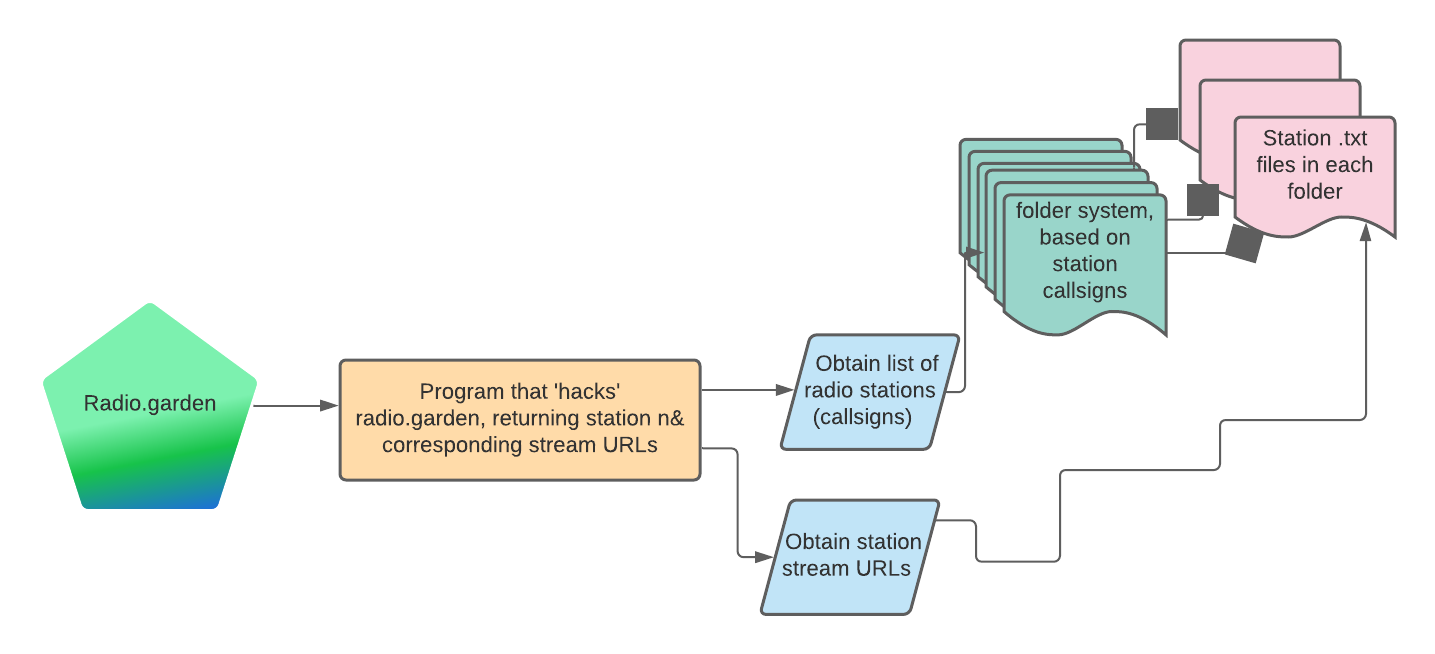 Radio.garden
Program that 'hacks'
radio.garden, returning station n&
corresponding stream URLs
Obtain list of
radio stations
(callsigns)
Obtain station
stream URLs
folder system,
based on
station
callsigns
Station .txt
files in each
folder